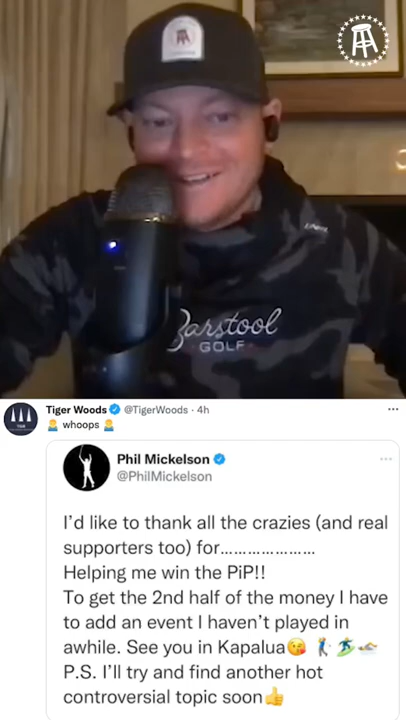 Barstool
GOLF
Tiger Woods @TigerWoods · 4h
🤷‍♂️ whoops 🤷‍♂️
Phil Mickelson
@PhilMickelson
I'd like to thank all the crazies (and real
supporters too) for.....................
Helping me win the PiP!!
To get the 2nd half of the money I have
to add an event I haven't played in
awhile. See you in Kapalua😘 🏌️‍♂️🏄‍♂️🏊‍♂️
P.S. I'll try and find another hot
controversial topic soon👍